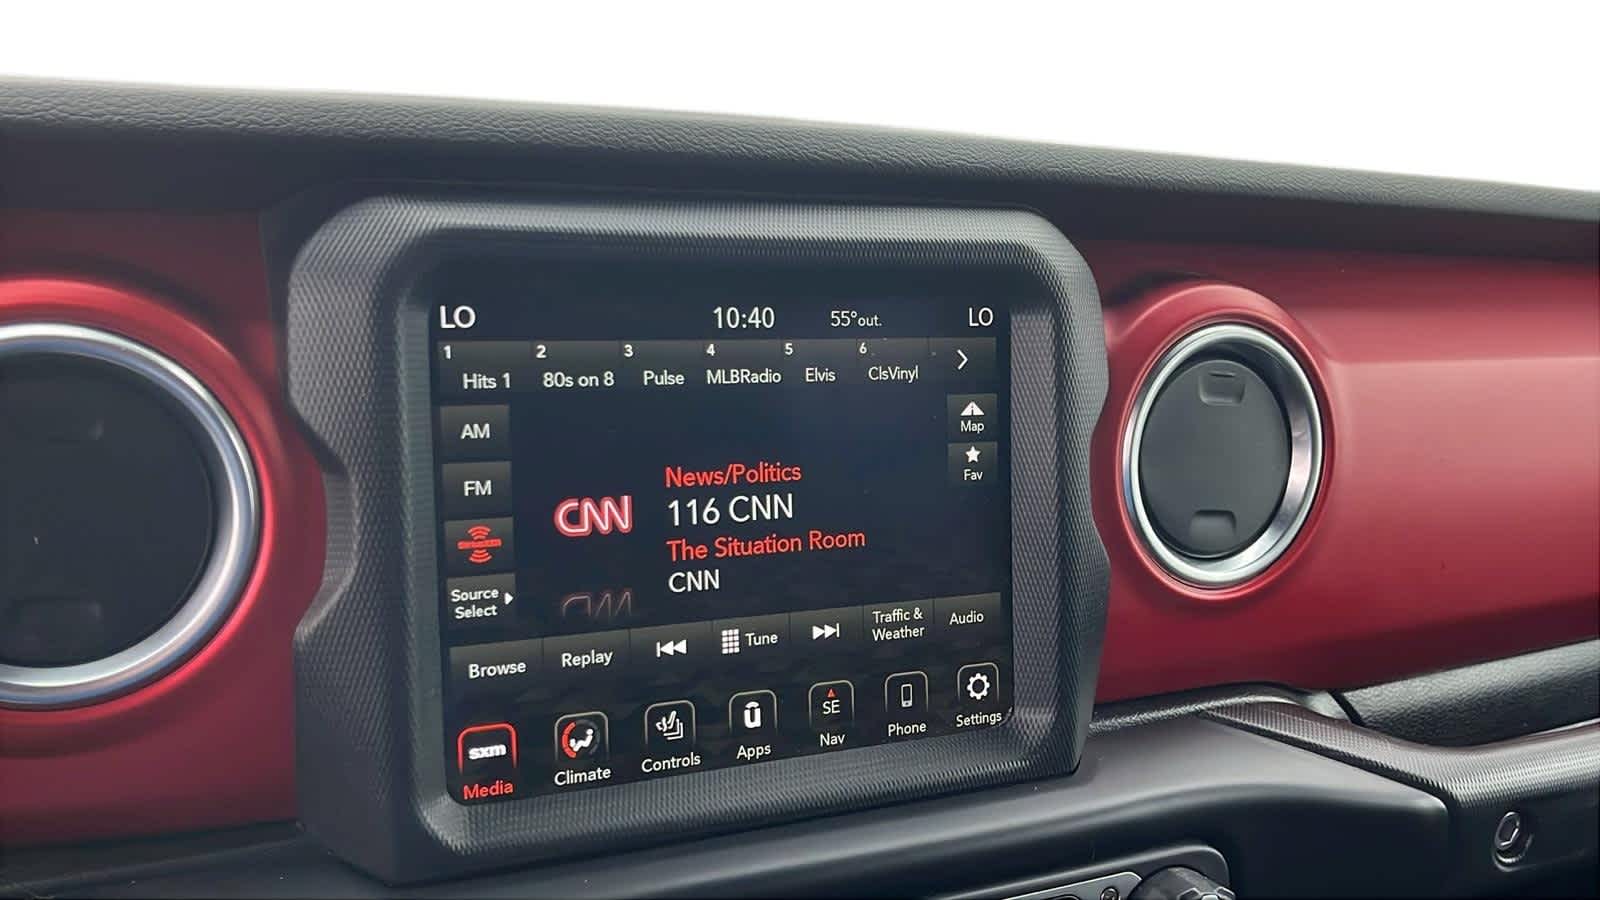 LO 10:40 55°out. LO
1 2 3 4 5 6
Hits 1 80s on 8 Pulse MLBRadio Elvis ClsVinyl
AM
Map
FM
Fav
CNN
News/Politics
116 CNN
The Situation Room
CNN
SiriusXM
Source
Select
Browse Replay Tune Traffic &
Weather Audio
sxm
Media
Climate
Controls
Apps
SE
Nav
Phone
Settings